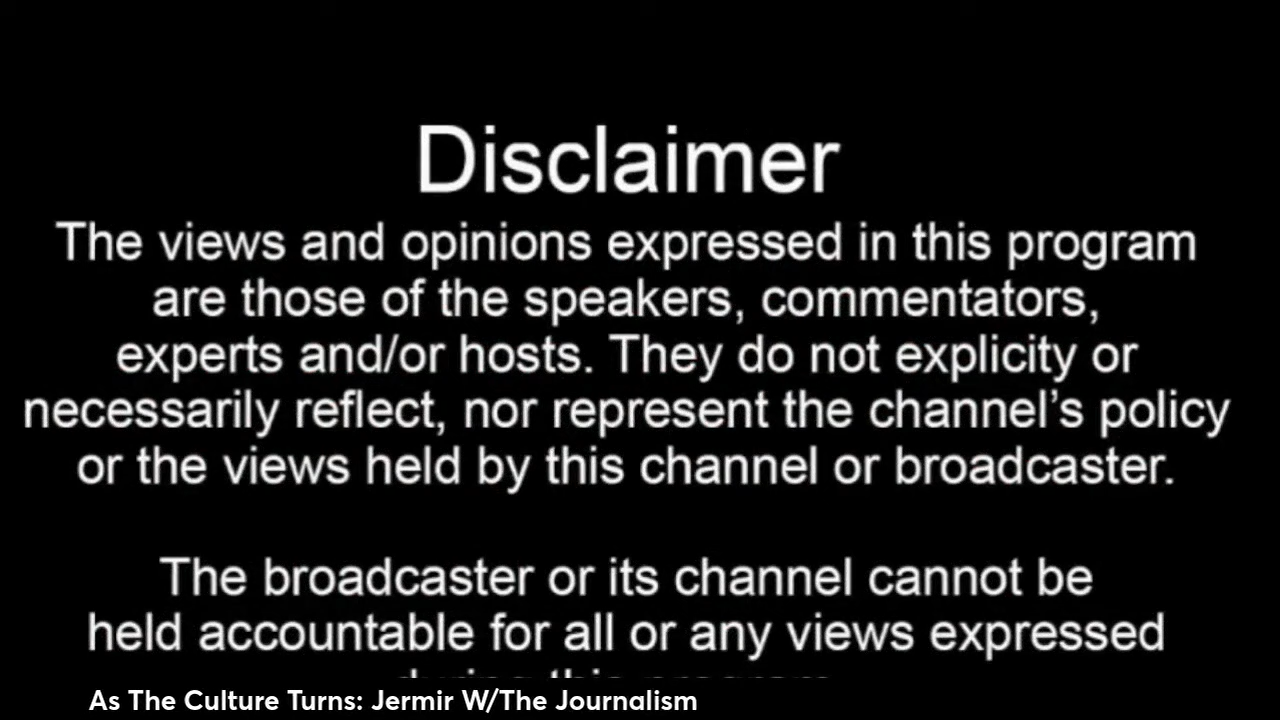 Disclaimer
The views and opinions expressed in this program
are those of the speakers, commentators,
experts and/or hosts. They do not explicity or
necessarily reflect, nor represent the channel’s policy
or the views held by this channel or broadcaster.
The broadcaster or its channel cannot be
held accountable for all or any views expressed
during this program
As The Culture Turns: Jermir W/The Journalism